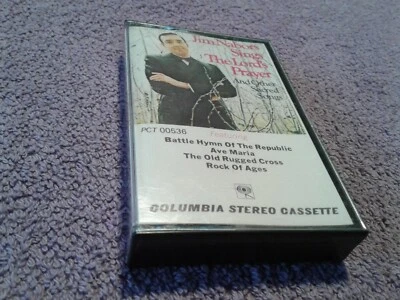 Jim Nabors
Sings
The Lord's
Prayer
And Other
Sacred
Songs
PCT 00536
Featuring
Battle Hymn Of The Republic
Ave Maria
The Old Rugged Cross
Rock Of Ages
COLUMBIA STEREO CASSETTE